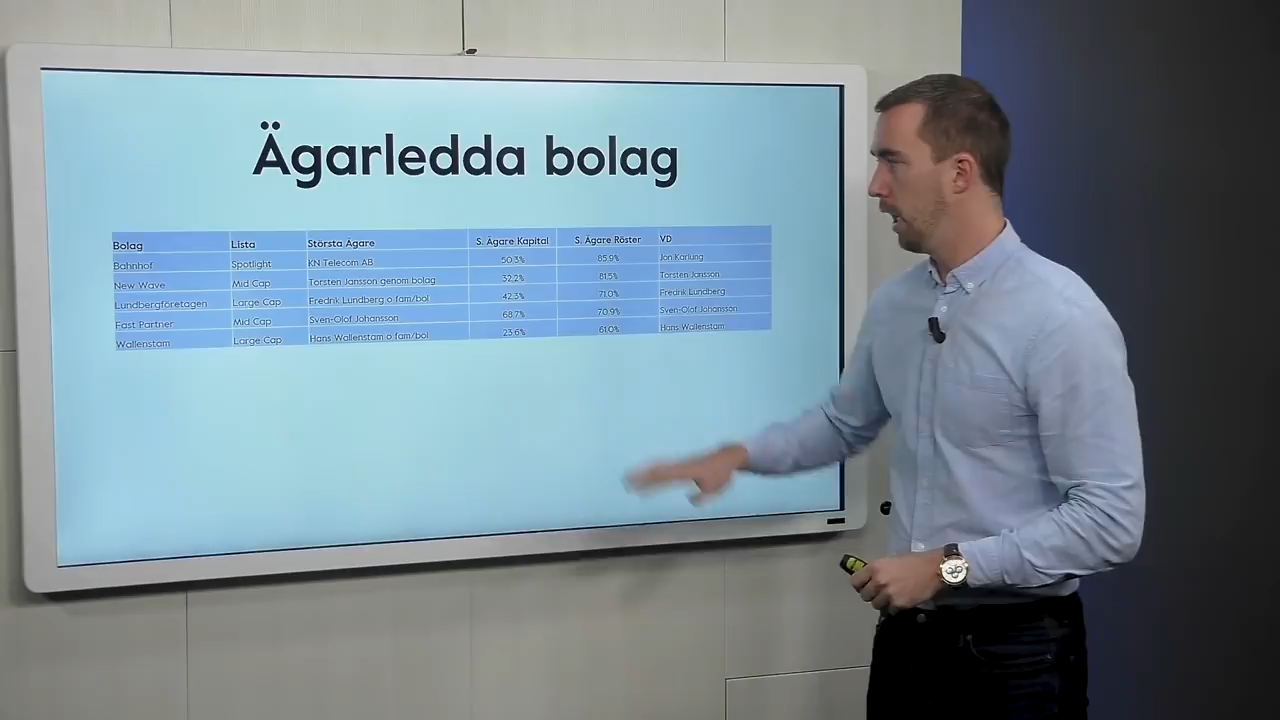 Ägarledda bolag
Bolag Lista Största Ägare S. Ägare Kapital S. Ägare Röster VD
Bahnhof Spotlight KN Telecom AB 50.3% 85.9% Jon Karlung
New Wave Mid Cap Torsten Jansson genom bolag 32.2% 81.5% Torsten Jansson
Lundbergföretagen Large Cap Fredrik Lundberg o fam/bol 42.3% 71.0% Fredrik Lundberg
Fast Partner Mid Cap Sven-Olof Johansson 68.7% 70.9% Sven-Olof Johansson
Wallenstam Large Cap Hans Wallenstam o fam/bol 23.6% 61.0% Hans Wallenstam